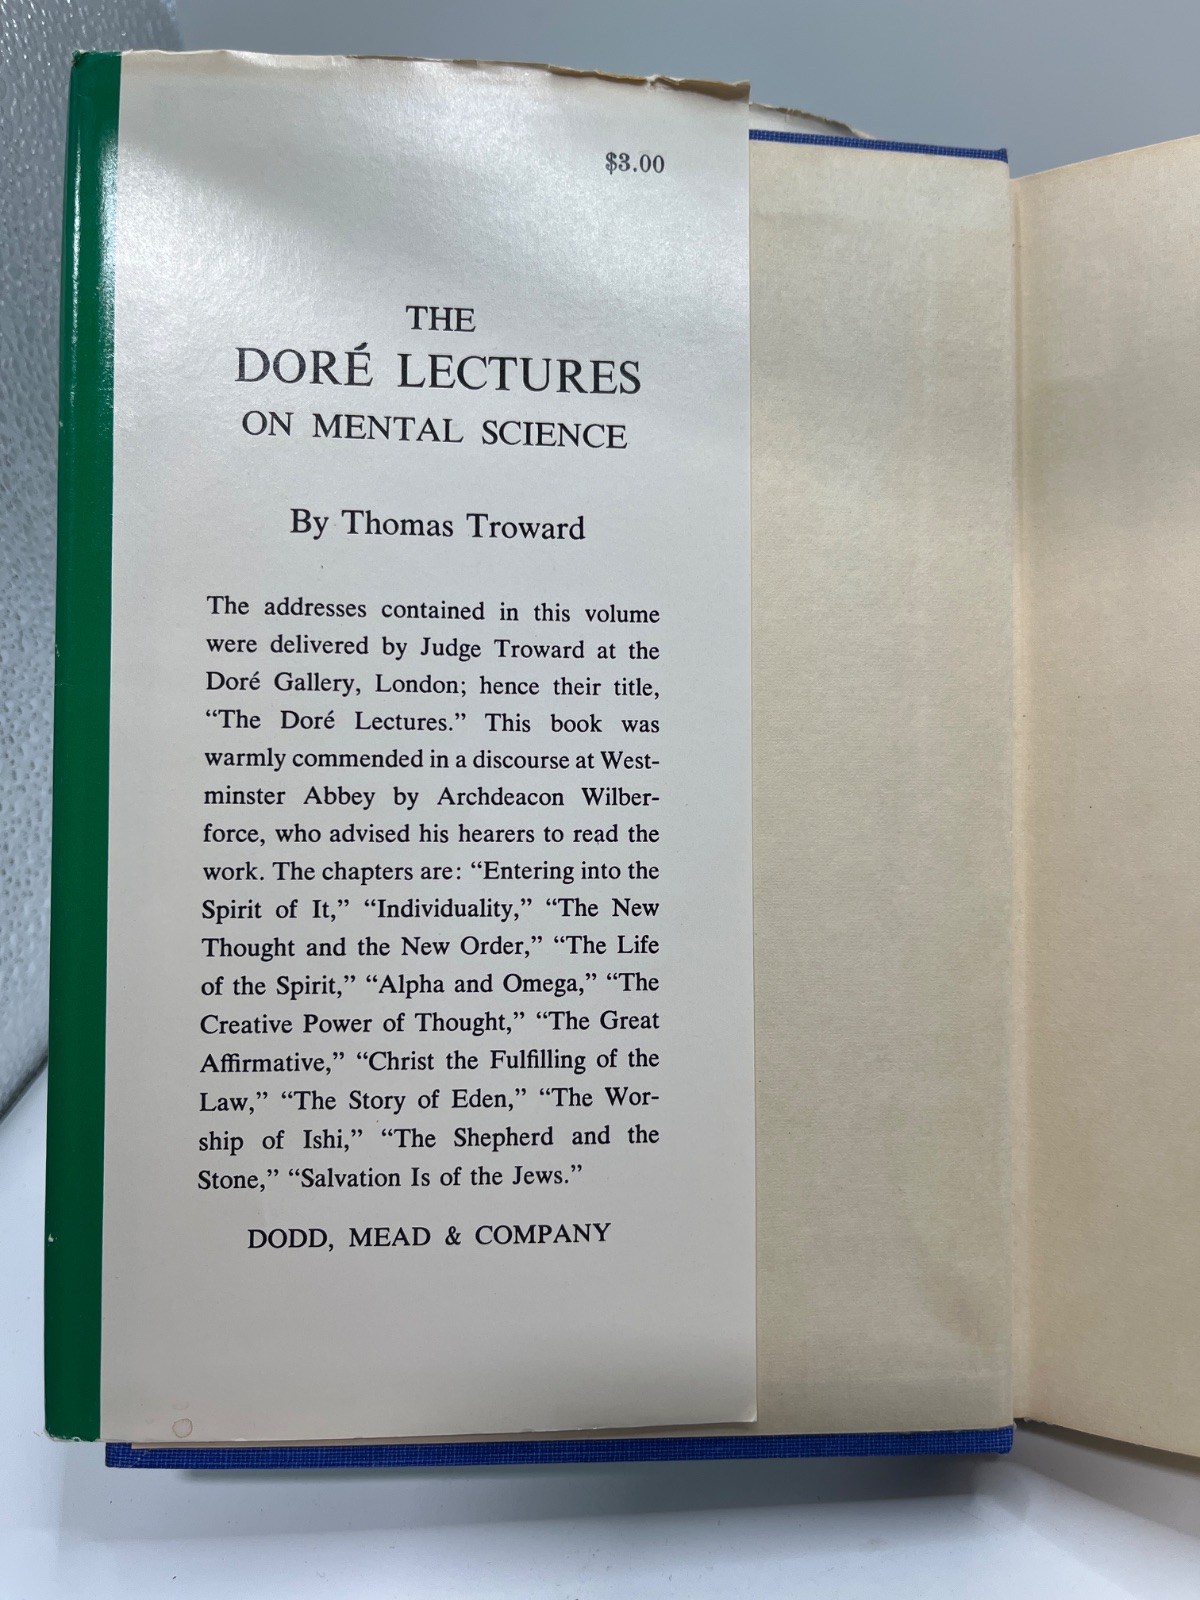 $3.00
THE
DORÉ LECTURES
ON MENTAL SCIENCE
By Thomas Troward
The addresses contained in this volume
were delivered by Judge Troward at the
Doré Gallery, London; hence their title,
“The Doré Lectures.” This book was
warmly commended in a discourse at West-
minster Abbey by Archdeacon Wilber-
force, who advised his hearers to read the
work. The chapters are: “Entering into the
Spirit of It,” “Individuality,” “The New
Thought and the New Order,” “The Life
of the Spirit,” “Alpha and Omega,” “The
Creative Power of Thought,” “The Great
Affirmative,” “Christ the Fulfilling of the
Law,” “The Story of Eden,” “The Wor-
ship of Ishi,” “The Shepherd and the
Stone,” “Salvation Is of the Jews.”
DODD, MEAD & COMPANY